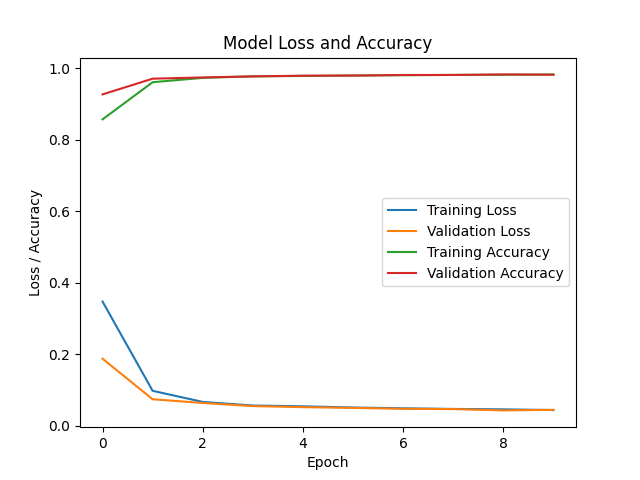 Model Loss and Accuracy
1.0
0.8
0.6
0.4
0.2
0.0
Loss / Accuracy
Training Loss
Validation Loss
Training Accuracy
Validation Accuracy
0 2 4 6 8
Epoch